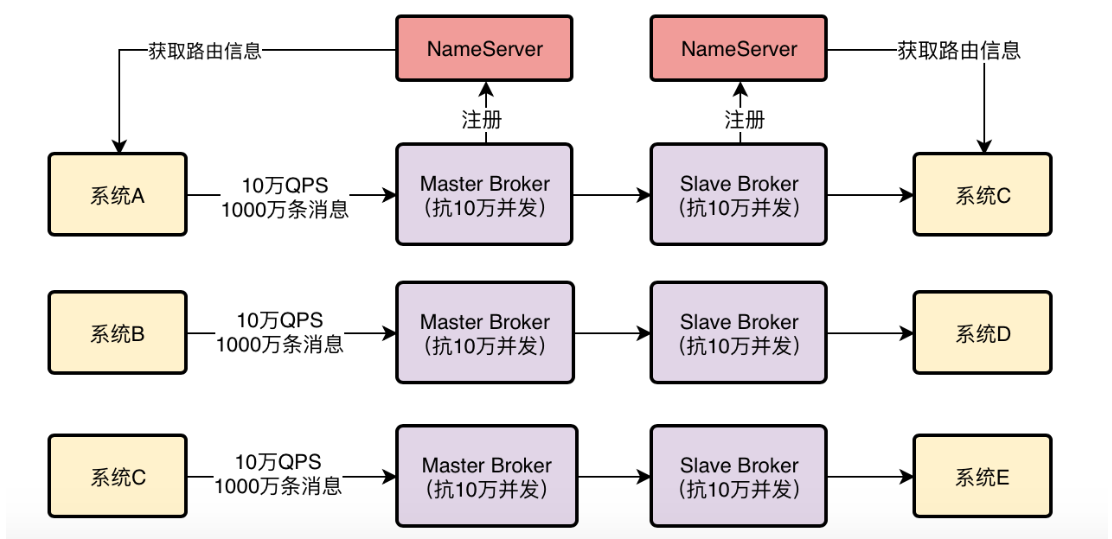 获取路由信息
NameServer
NameServer
获取路由信息
注册
注册
系统A
10万QPS
1000万条消息
Master Broker
（抗10万并发）
Slave Broker
（抗10万并发）
系统C
系统B
10万QPS
1000万条消息
Master Broker
（抗10万并发）
Slave Broker
（抗10万并发）
系统D
系统C
10万QPS
1000万条消息
Master Broker
（抗10万并发）
Slave Broker
（抗10万并发）
系统E